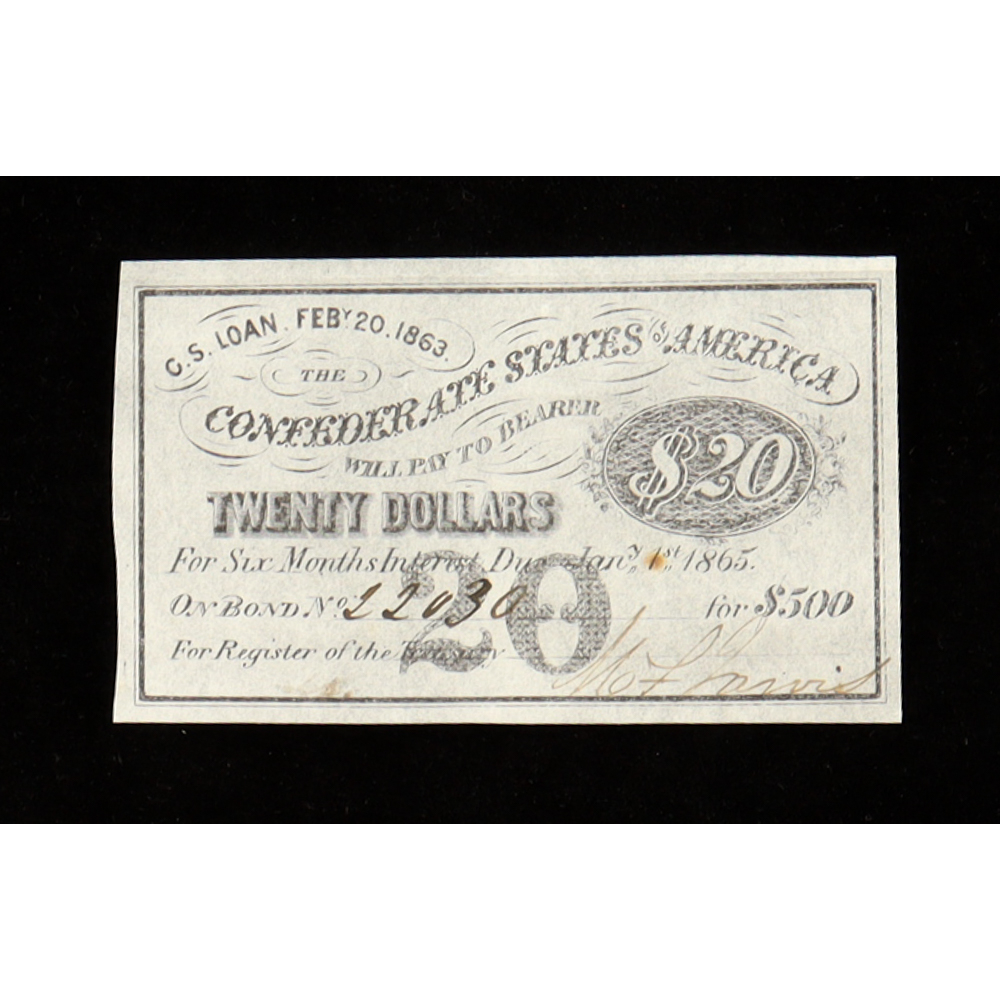 C.S. LOAN. FEBY 20. 1863.
THE
CONFEDERATE STATES OF AMERICA
WILL PAY TO BEARER
$20
TWENTY DOLLARS
For Six Months Interest Due Jany. 1st. 1865.
20
ON BOND No 22030 for $500
For Register of the Treasury